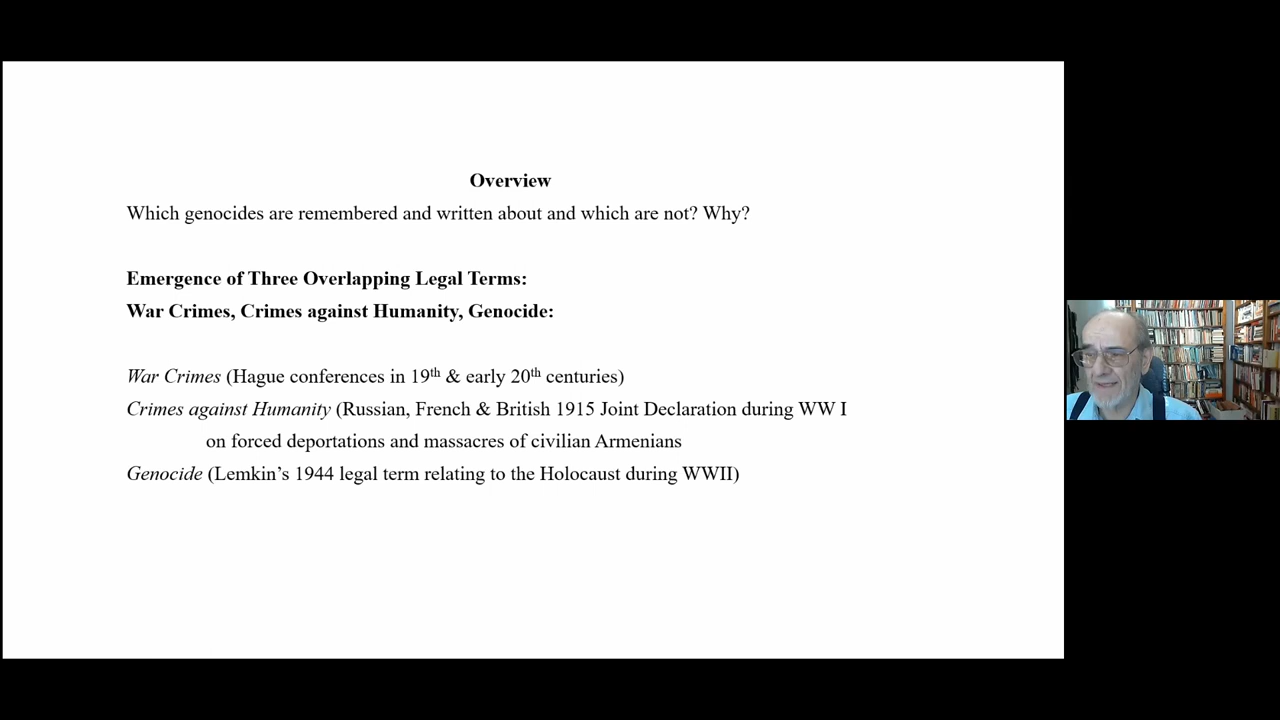 Overview
Which genocides are remembered and written about and which are not? Why?
Emergence of Three Overlapping Legal Terms:
War Crimes, Crimes against Humanity, Genocide:
War Crimes (Hague conferences in 19th & early 20th centuries)
Crimes against Humanity (Russian, French & British 1915 Joint Declaration during WW I
on forced deportations and massacres of civilian Armenians
Genocide (Lemkin’s 1944 legal term relating to the Holocaust during WWII)